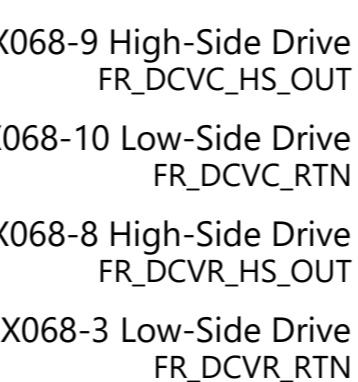 X068-9 High-Side Drive
FR_DCVC_HS_OUT
X068-10 Low-Side Drive
FR_DCVC_RTN
X068-8 High-Side Drive
FR_DCVR_HS_OUT
X068-3 Low-Side Drive
FR_DCVR_RTN